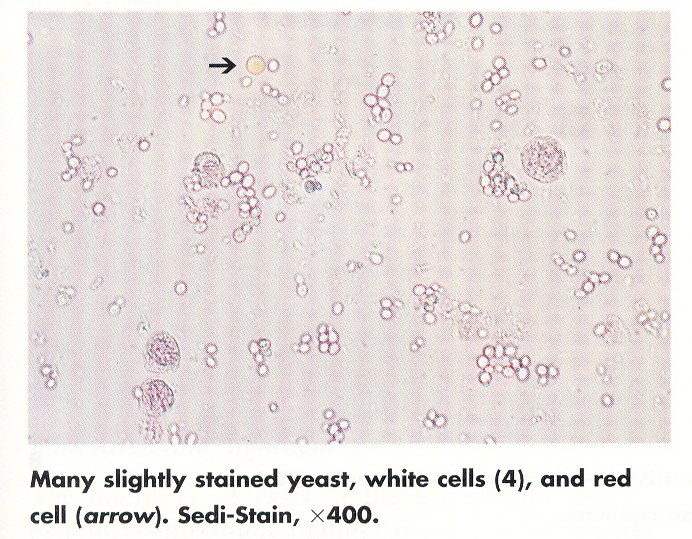 Many slightly stained yeast, white cells (4), and red
cell (arrow). Sedi-Stain, ×400.